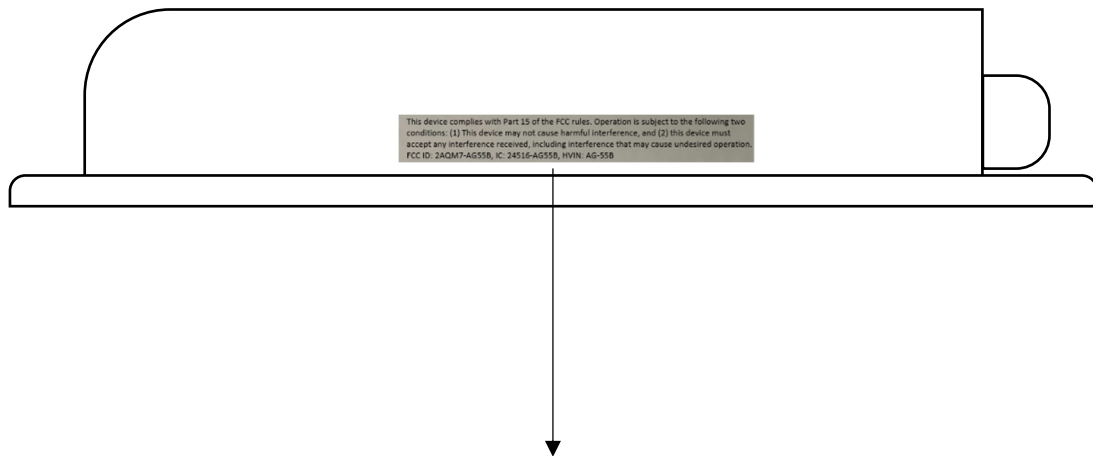 This device complies with Part 15 of the FCC rules. Operation is subject to the following two
conditions: (1) This device may not cause harmful interference, and (2) this device must
accept any interference received, including interference that may cause undesired operation.
FCC ID: 2AQM7-AG55B, IC: 24516-AG55B, HVIN: AG-55B